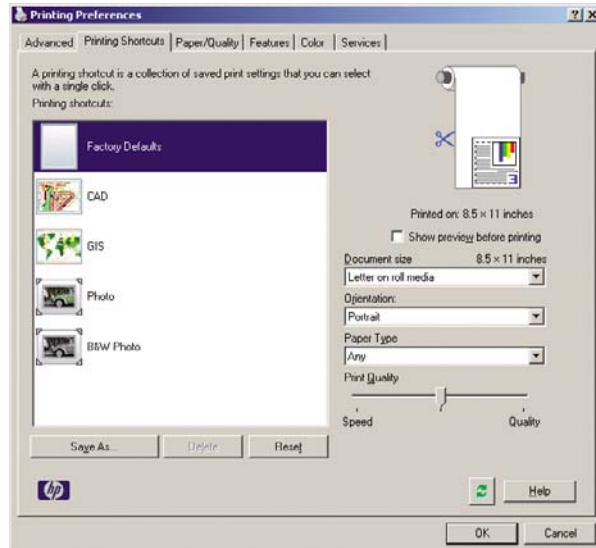 Printing Preferences
Advanced
Printing Shortcuts
Paper/Quality
Features
Color
Services
A printing shortcut is a collection of saved print settings that you can select
with a single click.
Printing shortcuts:
Factory Defaults
CAD
GIS
Photo
B&W Photo
Save As...
Delete
Reset
3
Printed on: 8.5 × 11 inches
Show preview before printing
Document size 8.5 × 11 inches
Letter on roll media
Orientation:
Portrait
Paper Type
Any
Print Quality
Speed Quality
hp
Help
OK
Cancel